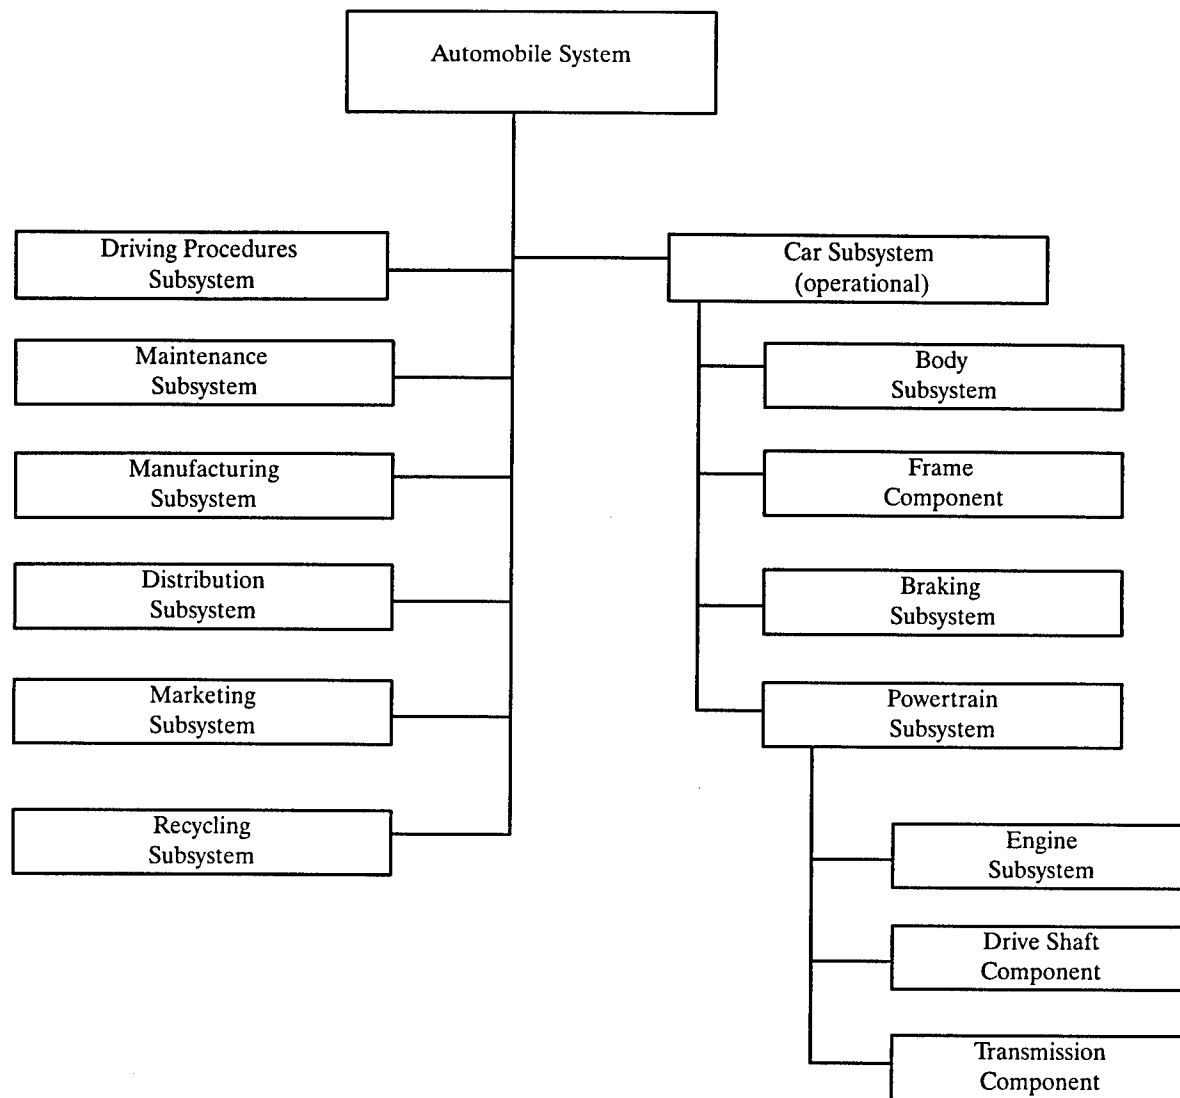 Automobile System
Driving Procedures
Subsystem
Maintenance
Subsystem
Manufacturing
Subsystem
Distribution
Subsystem
Marketing
Subsystem
Recycling
Subsystem
Car Subsystem
(operational)
Body
Subsystem
Frame
Component
Braking
Subsystem
Powertrain
Subsystem
Engine
Subsystem
Drive Shaft
Component
Transmission
Component